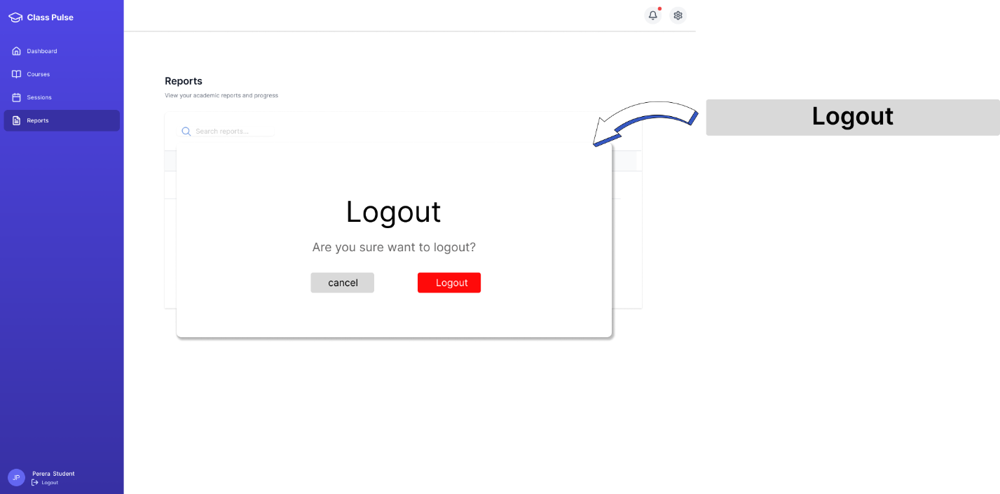 Class Pulse
Dashboard
Courses
Sessions
Reports
Perera Student
JP
Logout
Reports
View your academic reports and progress
Search reports...
Logout
Are you sure want to logout?
cancel
Logout
Logout